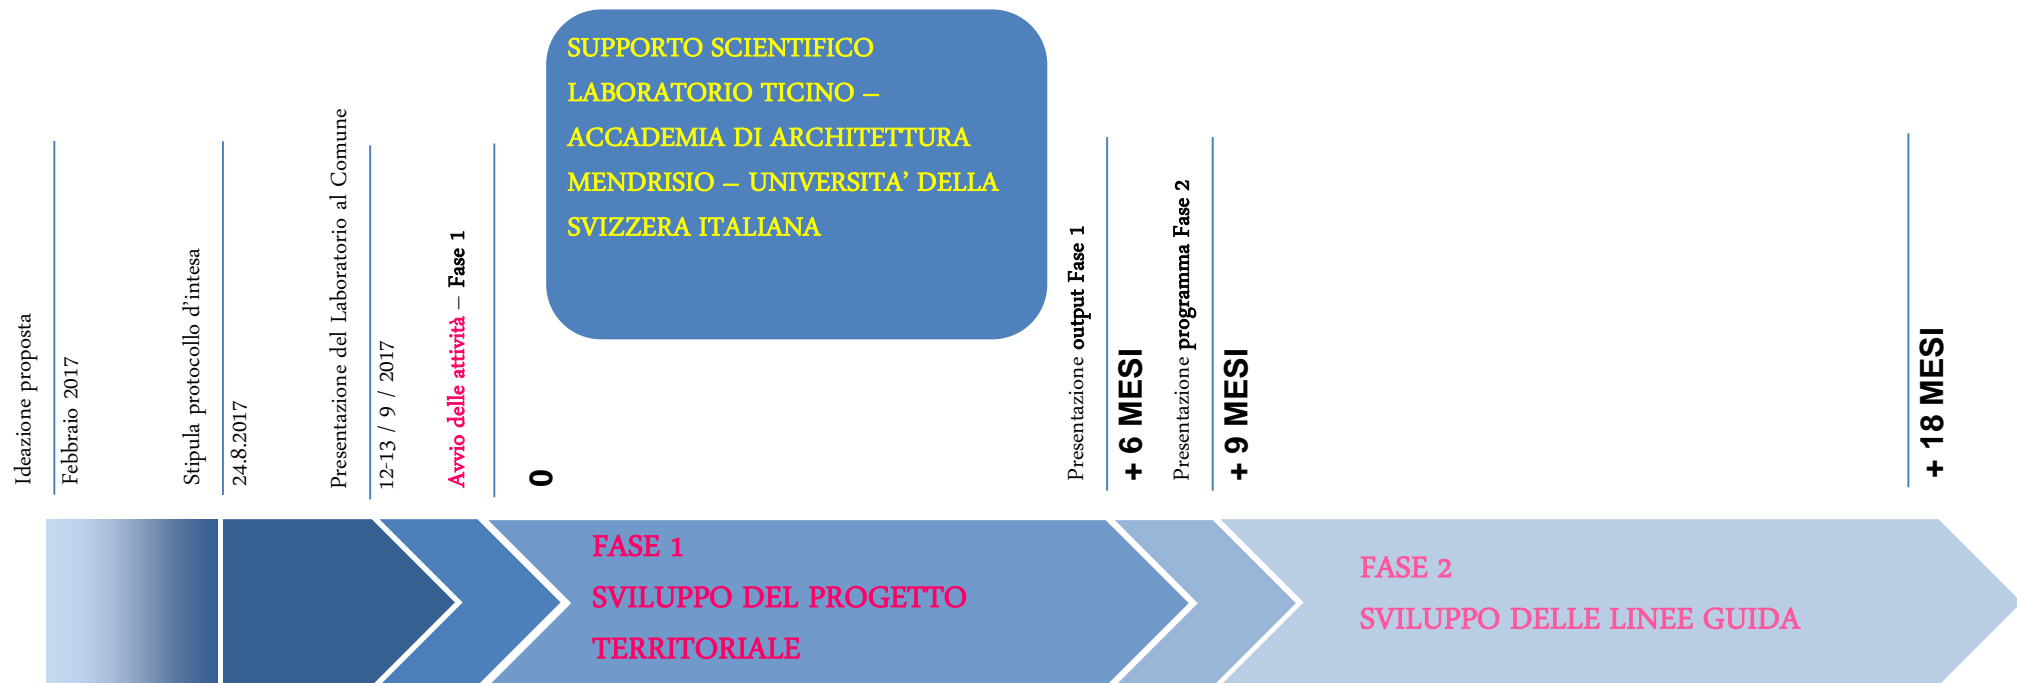 Ideazione proposta
Febbraio 2017
Stipula protocollo d'intesa
24.8.2017
Presentazione del Laboratorio al Comune
12-13 / 9 / 2017
Avvio delle attività – Fase 1
0
SUPPORTO SCIENTIFICO
LABORATORIO TICINO –
ACCADEMIA DI ARCHITETTURA
MENDRISIO – UNIVERSITA’ DELLA
SVIZZERA ITALIANA
Presentazione output Fase 1
+ 6 MESI
Presentazione programma Fase 2
+ 9 MESI
+ 18 MESI
FASE 1
SVILUPPO DEL PROGETTO
TERRITORIALE
FASE 2
SVILUPPO DELLE LINEE GUIDA